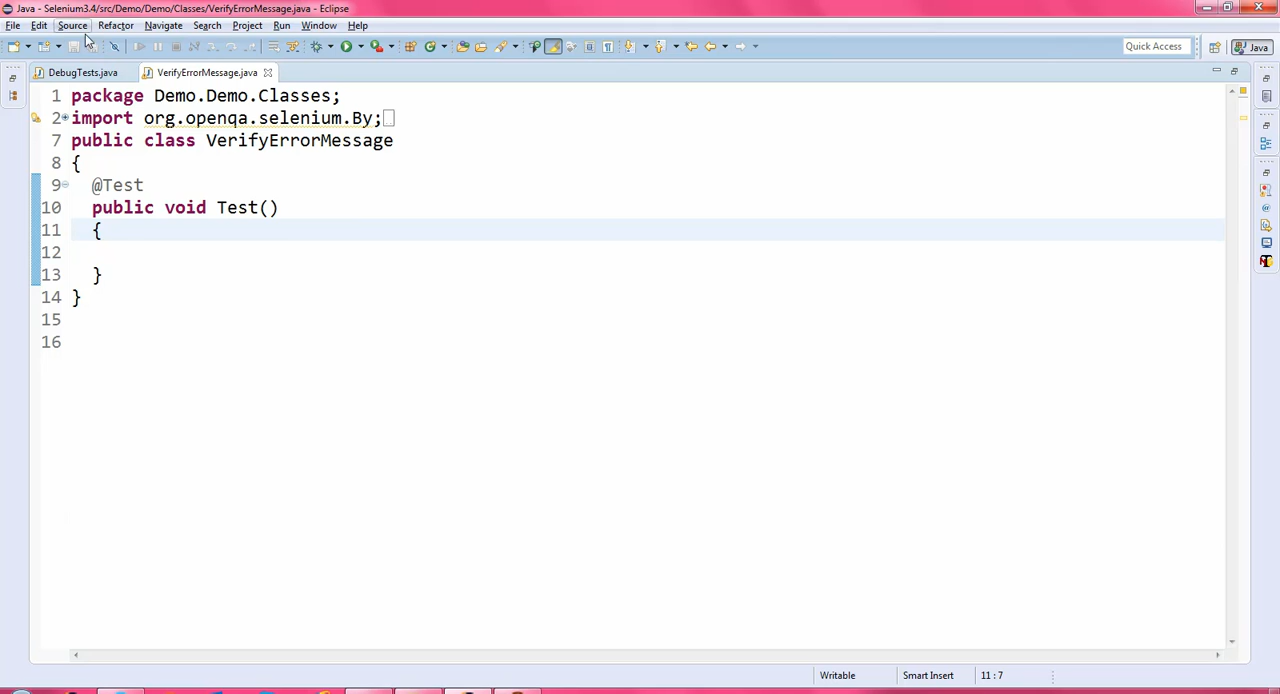 Java - Selenium3.4/src/Demo/Demo/Classes/VerifyErrorMessage.java - Eclipse
File Edit Source Refactor Navigate Search Project Run Window Help
Quick Access Java
DebugTests.java VerifyErrorMessage.java
1 package Demo.Demo.Classes;
2 import org.openqa.selenium.By;
7 public class VerifyErrorMessage
8 {
9 @Test
10 public void Test()
11 {
12
13 }
14 }
15
16
Writable Smart Insert 11 : 7